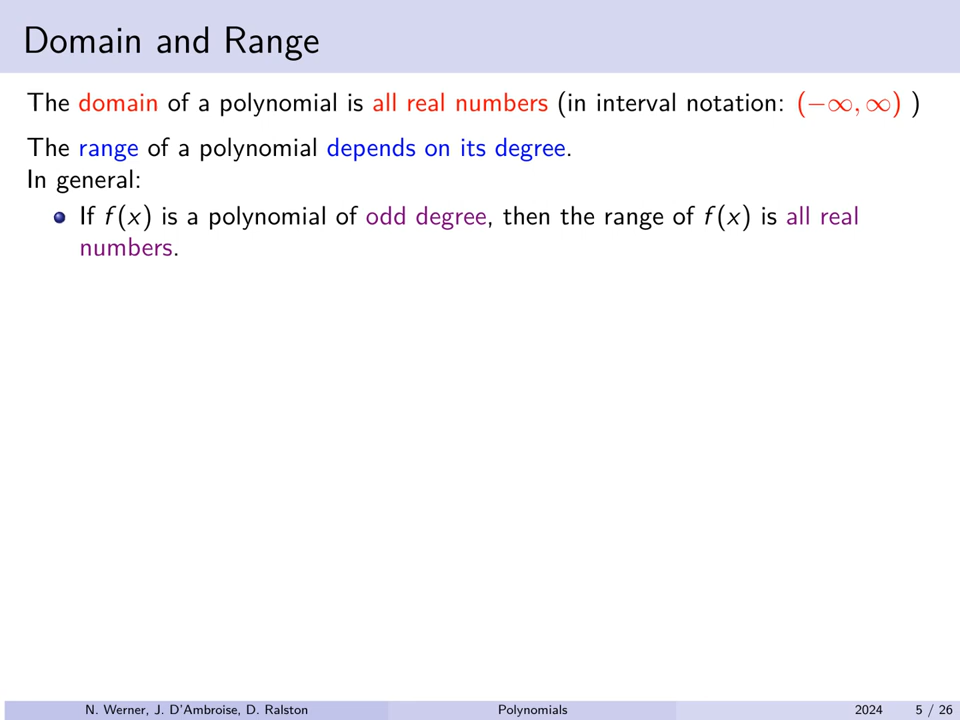 Domain and Range
The domain of a polynomial is all real numbers (in interval notation: (−∞, ∞) )
The range of a polynomial depends on its degree.
In general:
If f(x) is a polynomial of odd degree, then the range of f(x) is all real
numbers.
N. Werner, J. D'Ambroise, D. Ralston Polynomials 2024 5 / 26